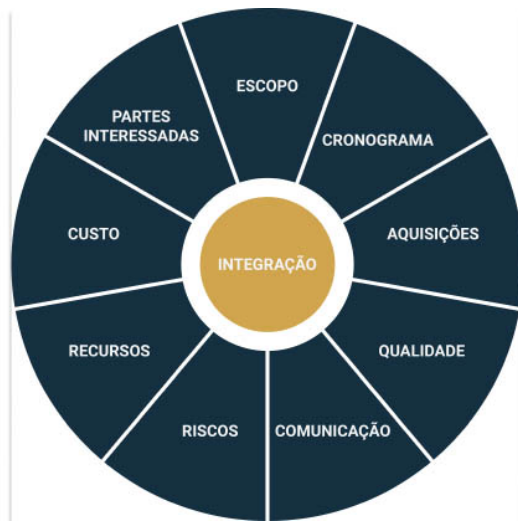 ESCOPO
CRONOGRAMA
AQUISIÇÕES
QUALIDADE
COMUNICAÇÃO
RISCOS
RECURSOS
CUSTO
PARTES
INTERESSADAS
INTEGRAÇÃO